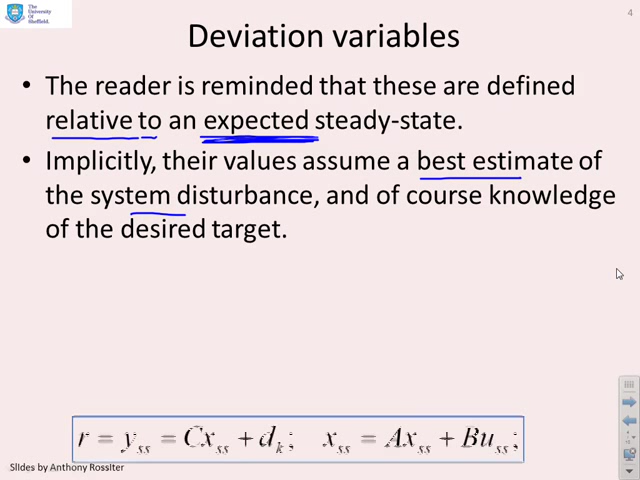 The
University
Of
Sheffield.
4
Deviation variables
• The reader is reminded that these are defined
relative to an expected steady-state.
• Implicitly, their values assume a best estimate of
the system disturbance, and of course knowledge
of the desired target.
r = y_ss = Cx_ss + d_k ; x_ss = Ax_ss + Bu_ss ;
Slides by Anthony Rossiter